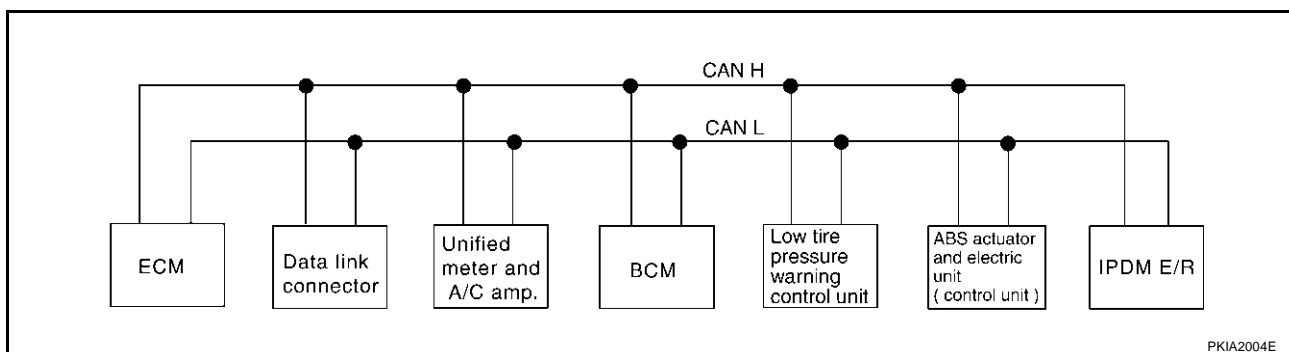 CAN H
CAN L
ECM
Data link
connector
Unified
meter and
A/C amp.
BCM
Low tire
pressure
warning
control unit
ABS actuator
and electric
unit
( control unit )
IPDM E/R
PKIA2004E